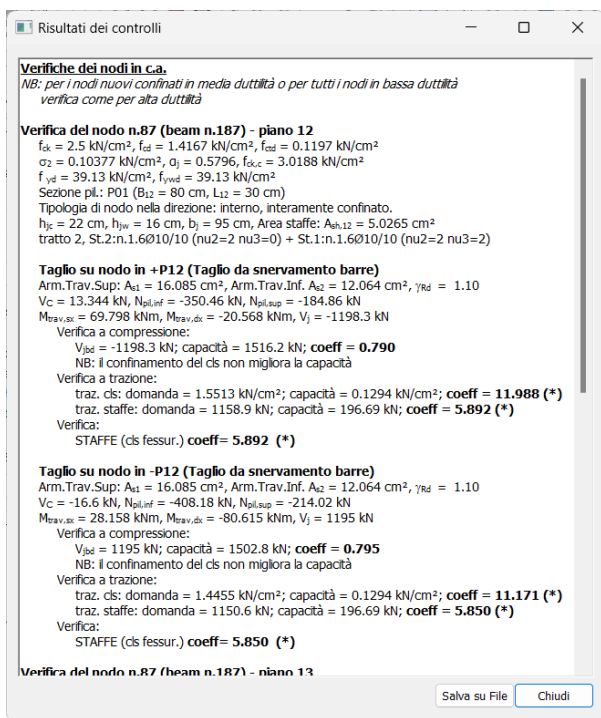 Risultati dei controlli
Verifiche dei nodi in c.a.
NB: per i nodi nuovi confinati in media duttilità o per tutti i nodi in bassa duttilità
verifica come per alta duttilità
Verifica del nodo n.87 (beam n.187) - piano 12
fck = 2.5 kN/cm², fcd = 1.4167 kN/cm², fctd = 0.1197 kN/cm²
σ2 = 0.10377 kN/cm², αj = 0.5796, fck,c = 3.0188 kN/cm²
f yd = 39.13 kN/cm², fywd = 39.13 kN/cm²
Sezione pil.: P01 (B12 = 80 cm, L12 = 30 cm)
Tipologia di nodo nella direzione: interno, interamente confinato.
hjc = 22 cm, hjw = 16 cm, bj = 95 cm, Area staffe: Ash,12 = 5.0265 cm²
tratto 2, St.2:n.1.6Ø10/10 (nu2=2 nu3=0) + St.1:n.1.6Ø10/10 (nu2=2 nu3=2)
Taglio su nodo in +P12 (Taglio da snervamento barre)
Arm.Trav.Sup: As1 = 16.085 cm², Arm.Trav.Inf. As2 = 12.064 cm², γRd = 1.10
VC = 13.344 kN, Npil,inf = -350.46 kN, Npil,sup = -184.86 kN
Mtrav,sx = 69.798 kNm, Mtrav,dx = -20.568 kNm, Vj = -1198.3 kN
Verifica a compressione:
Vjbd = -1198.3 kN; capacità = 1516.2 kN; coeff = 0.790
NB: il confinamento del cls non migliora la capacità
Verifica a trazione:
traz. cls: domanda = 1.5513 kN/cm²; capacità = 0.1294 kN/cm²; coeff = 11.988 (*)
traz. staffe: domanda = 1158.9 kN; capacità = 196.69 kN; coeff = 5.892 (*)
Verifica:
STAFFE (cls fessur.) coeff= 5.892 (*)
Taglio su nodo in -P12 (Taglio da snervamento barre)
Arm.Trav.Sup: As1 = 16.085 cm², Arm.Trav.Inf. As2 = 12.064 cm², γRd = 1.10
VC = -16.6 kN, Npil,inf = -408.18 kN, Npil,sup = -214.02 kN
Mtrav,sx = 28.158 kNm, Mtrav,dx = -80.615 kNm, Vj = 1195 kN
Verifica a compressione:
Vjbd = 1195 kN; capacità = 1502.8 kN; coeff = 0.795
NB: il confinamento del cls non migliora la capacità
Verifica a trazione:
traz. cls: domanda = 1.4455 kN/cm²; capacità = 0.1294 kN/cm²; coeff = 11.171 (*)
traz. staffe: domanda = 1150.6 kN; capacità = 196.69 kN; coeff = 5.850 (*)
Verifica:
STAFFE (cls fessur.) coeff= 5.850 (*)
Verifica del nodo n.87 (beam n.187) - piano 13
Salva su File
Chiudi